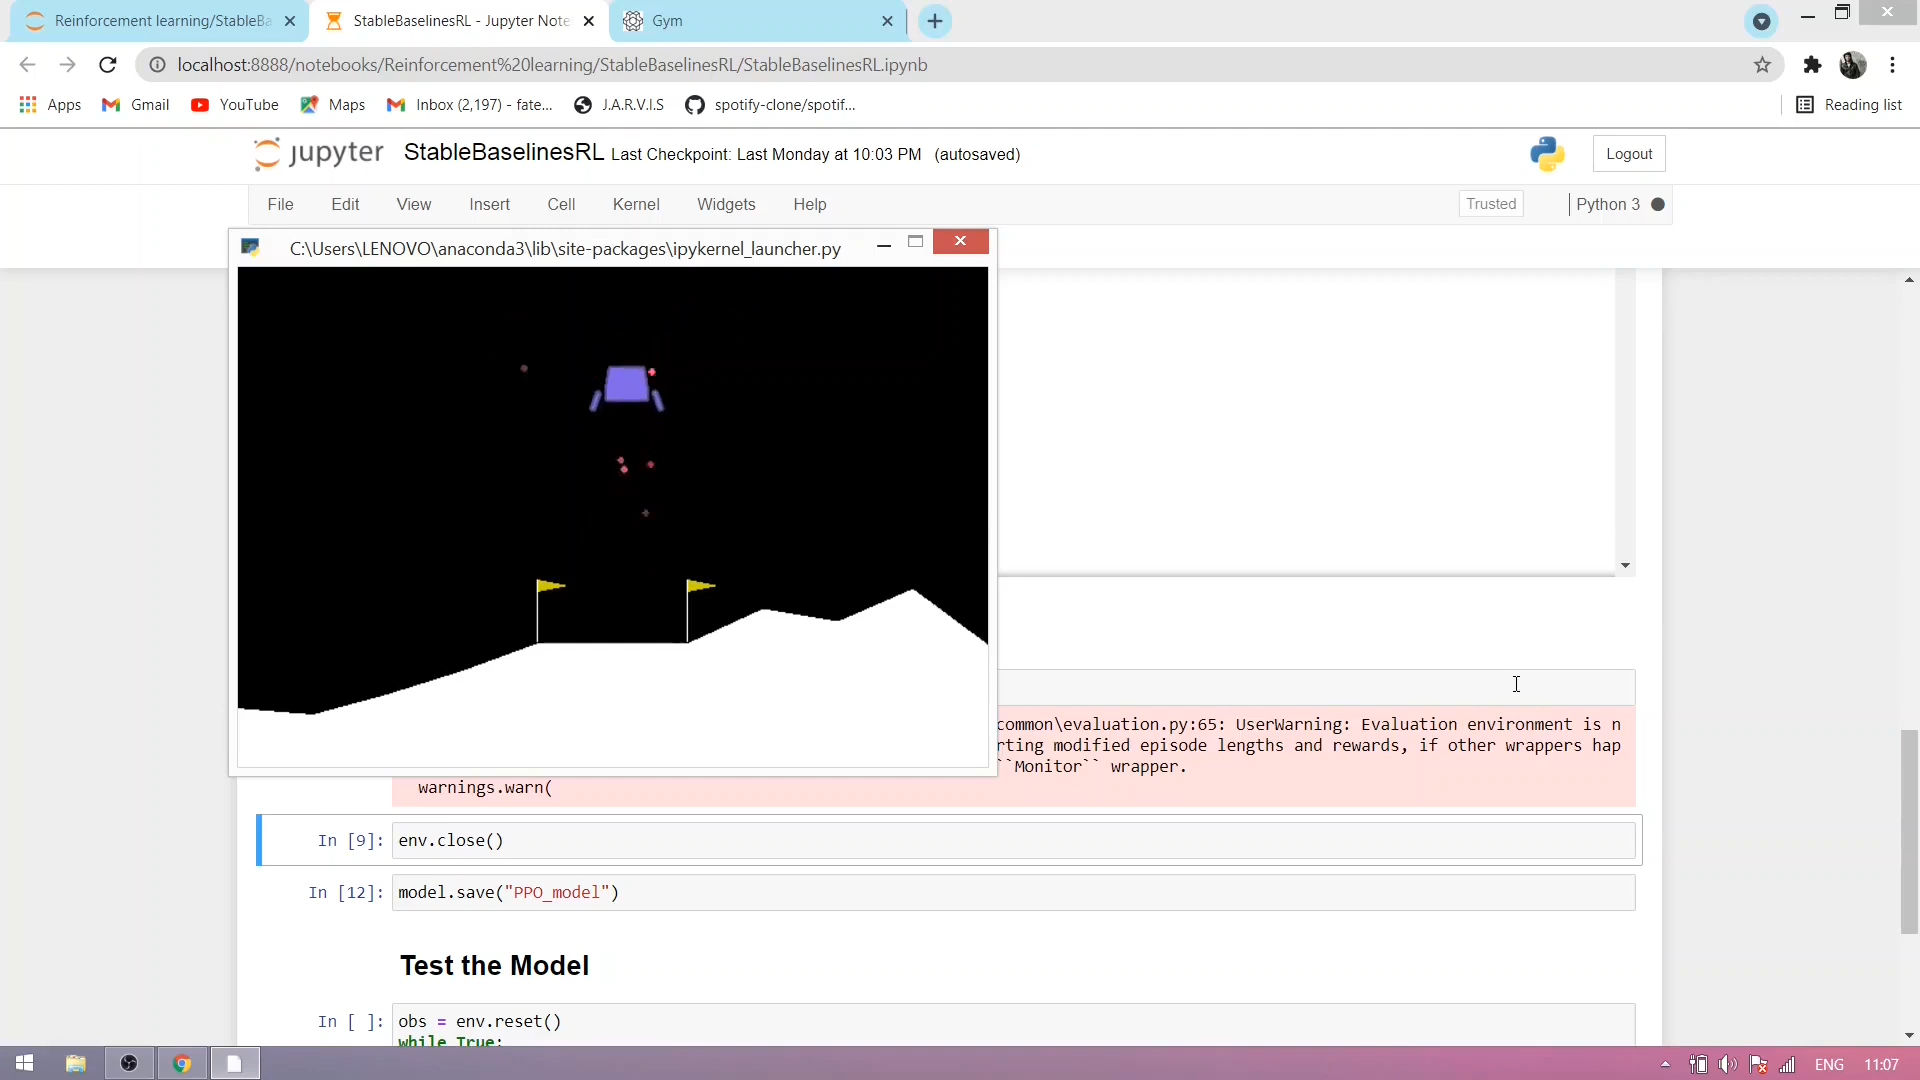 Reinforcement learning/StableBa
StableBaselinesRL - Jupyter Note
Gym
localhost:8888/notebooks/Reinforcement%20learning/StableBaselinesRL/StableBaselinesRL.ipynb
Apps
Gmail
YouTube
Maps
Inbox (2,197) - fate...
J.A.R.V.I.S
spotify-clone/spotif...
Reading list
jupyter
StableBaselinesRL Last Checkpoint: Last Monday at 10:03 PM (autosaved)
Logout
File
Edit
View
Insert
Cell
Kernel
Widgets
Help
Trusted
Python 3
C:\Users\LENOVO\anaconda3\lib\site-packages\ipykernel_launcher.py
common\evaluation.py:65: UserWarning: Evaluation environment is n
rting modified episode lengths and rewards, if other wrappers hap
``Monitor`` wrapper.
warnings.warn(
In [9]: env.close()
In [12]: model.save("PPO_model")
Test the Model
In [ ]: obs = env.reset()
while True:
ENG
11:07